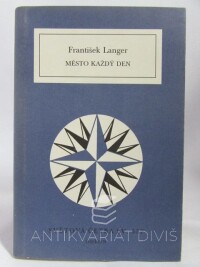 František Langer
MĚSTO KAŽDÝ DEN
ANTIKVARIÁT DIVIŠ